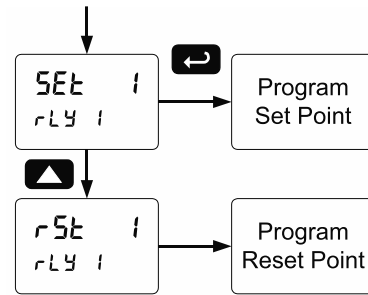 SEt 1
rLY 1
Program
Set Point
rSt 1
rLY 1
Program
Reset Point